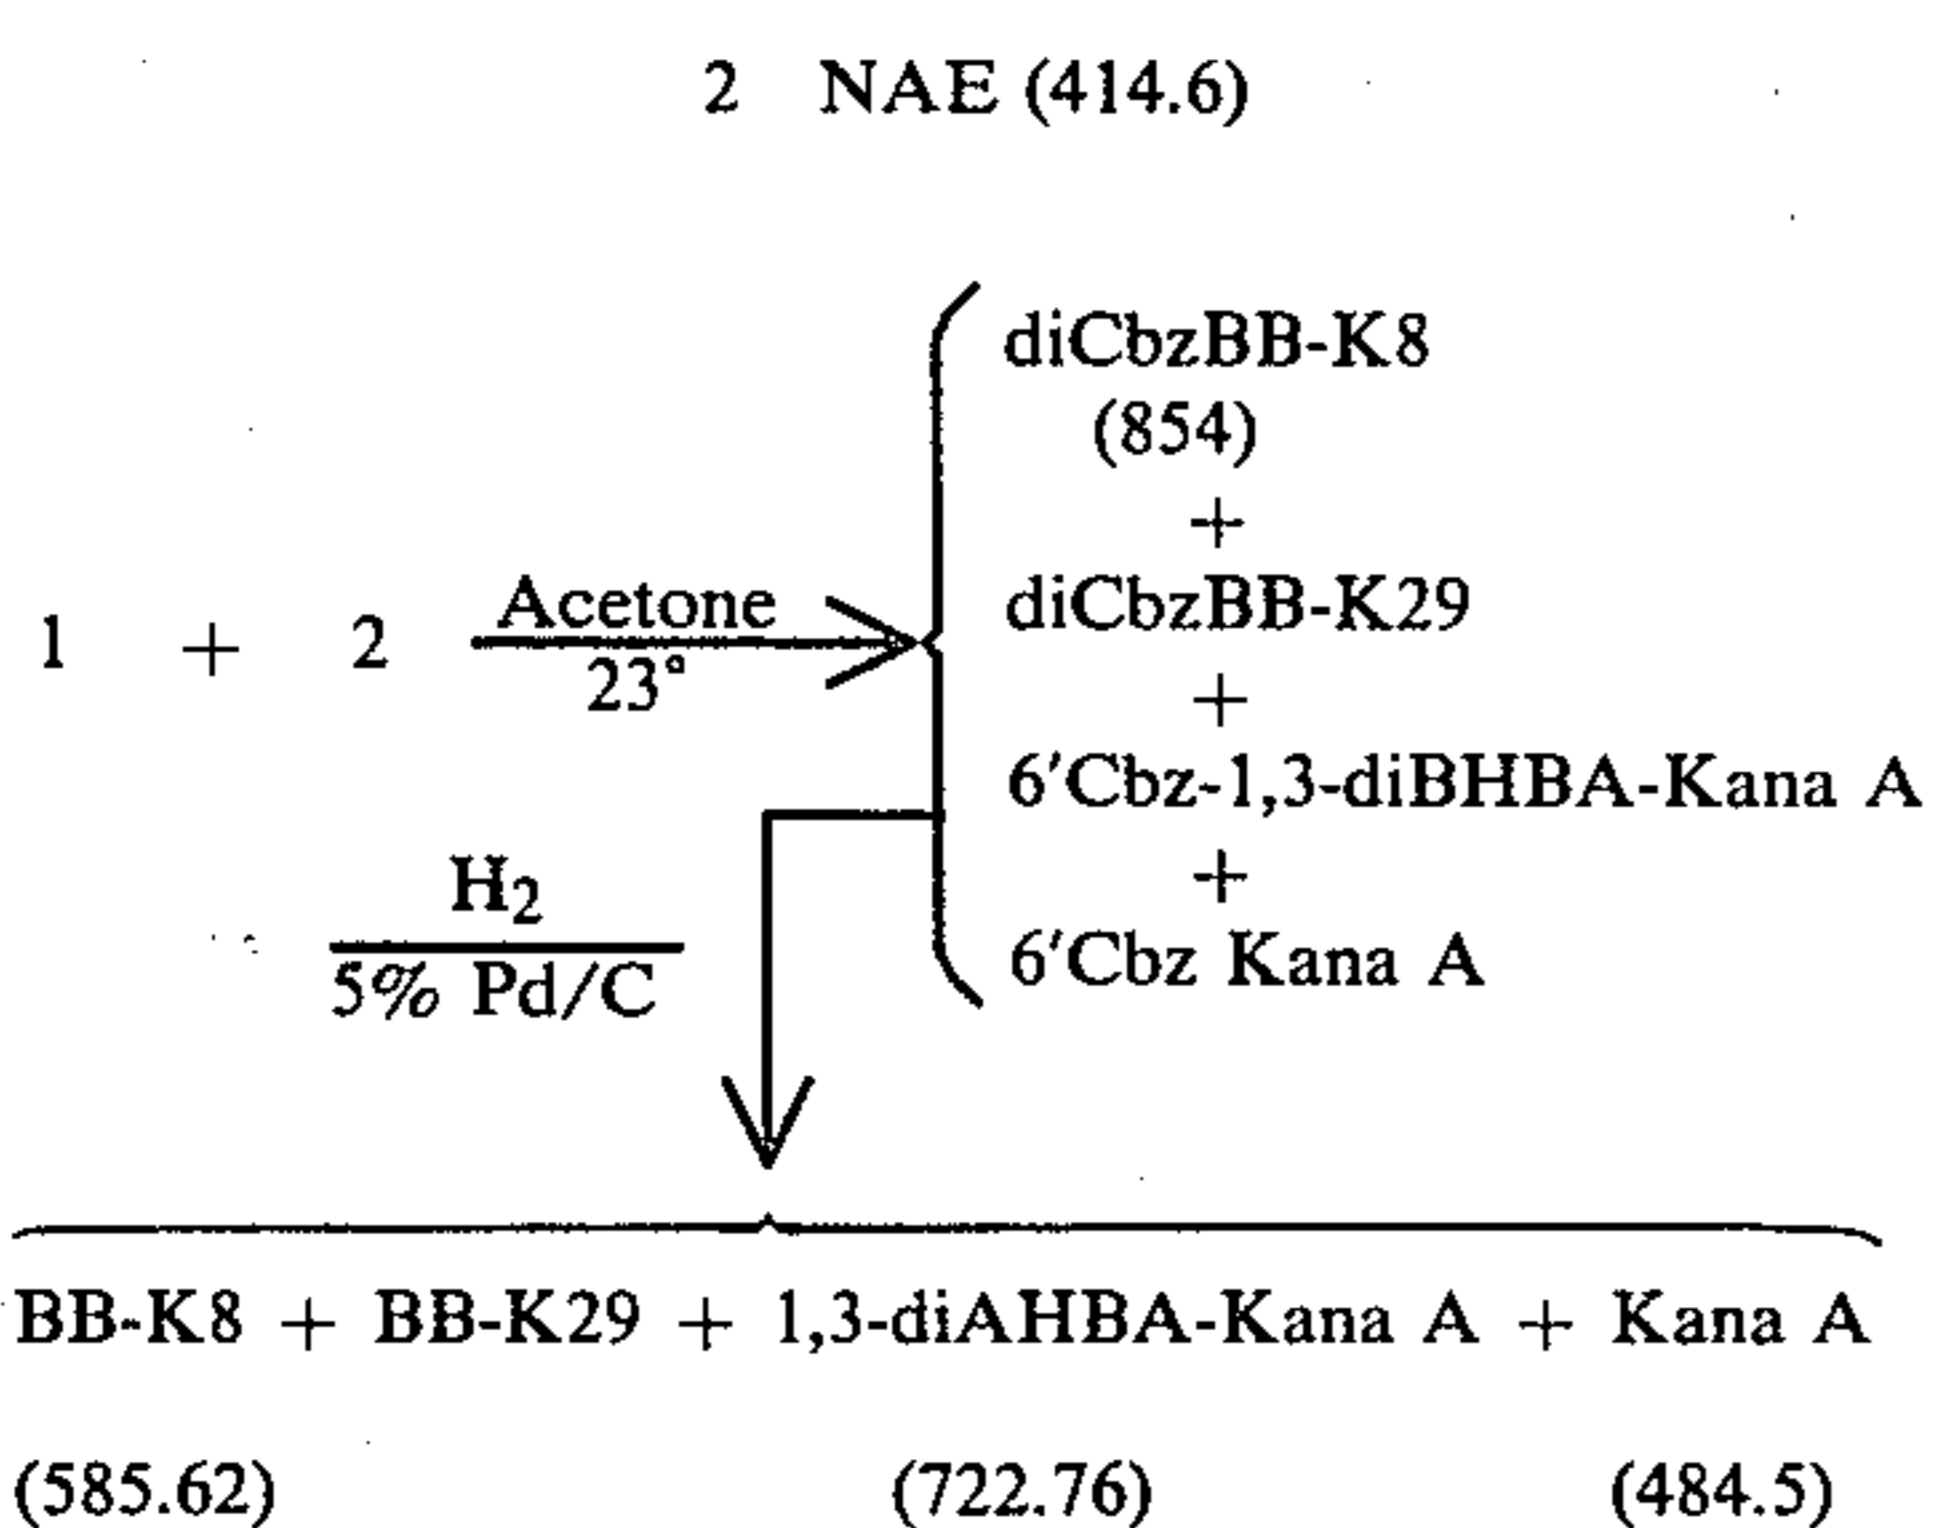 2 NAE (414.6)
diCbzBB-K8
(854)
+
diCbzBB-K29
1 + 2 Acetone
23°
+
6'Cbz-1,3-diBHBA-Kana A
+
6'Cbz Kana A
H2
5% Pd/C
BB-K8 + BB-K29 + 1,3-diAHBA-Kana A + Kana A
(585.62) (722.76) (484.5)